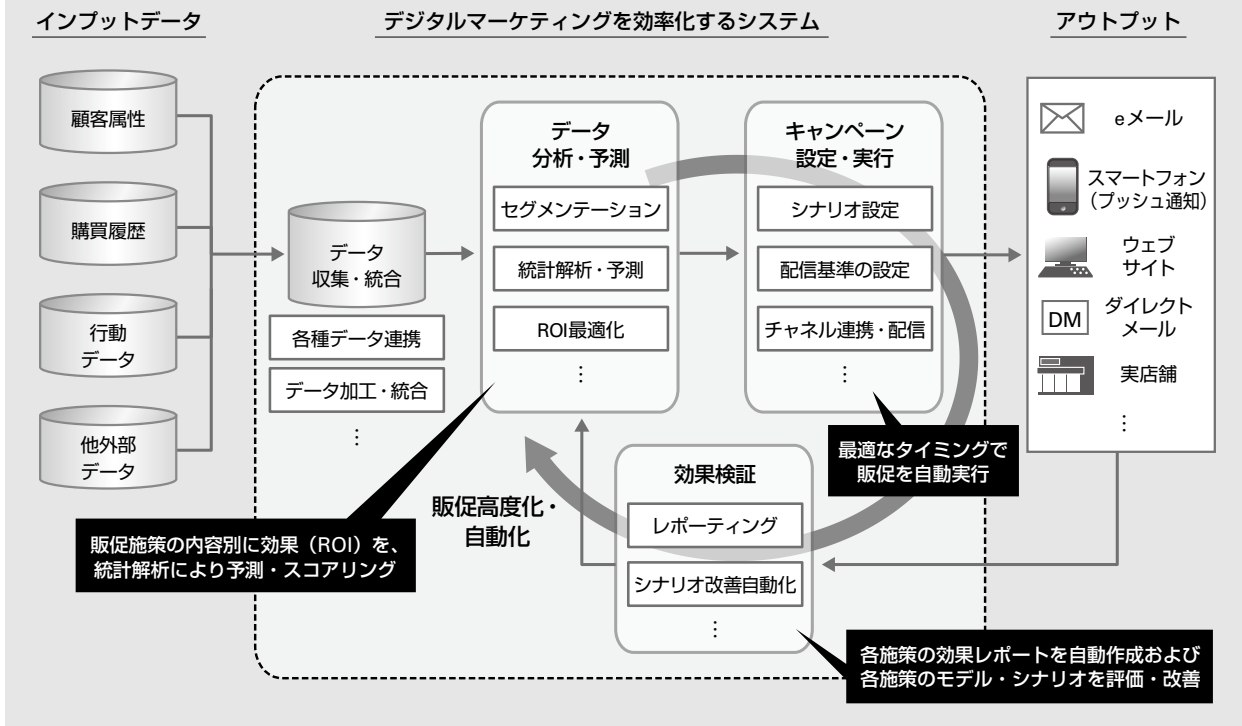 インプットデータ
デジタルマーケティングを効率化するシステム
アウトプット
顧客属性
購買履歴
行動
データ
他外部
データ
データ
収集・統合
各種データ連携
データ加工・統合
⋮
データ
分析・予測
セグメンテーション
統計解析・予測
ROI最適化
⋮
キャンペーン
設定・実行
シナリオ設定
配信基準の設定
チャネル連携・配信
⋮
eメール
スマートフォン
（プッシュ通知）
ウェブ
サイト
DM
ダイレクト
メール
実店舗
⋮
最適なタイミングで
販促を自動実行
効果検証
レポーティング
シナリオ改善自動化
⋮
販促高度化・
自動化
販促施策の内容別に効果（ROI）を、
統計解析により予測・スコアリング
各施策の効果レポートを自動作成および
各施策のモデル・シナリオを評価・改善